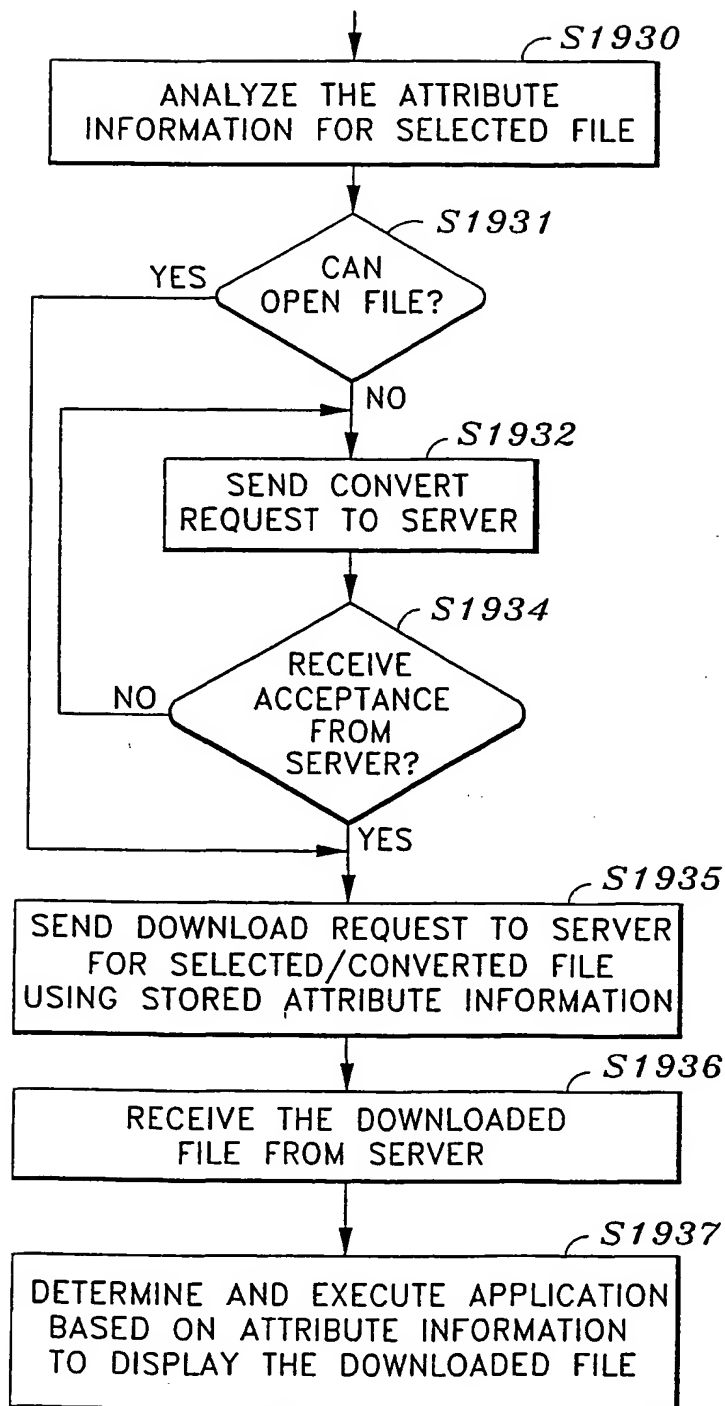 S1930
ANALYZE THE ATTRIBUTE
INFORMATION FOR SELECTED FILE
S1931
YES
CAN
OPEN FILE?
NO
S1932
SEND CONVERT
REQUEST TO SERVER
S1934
NO
RECEIVE
ACCEPTANCE
FROM
SERVER?
YES
S1935
SEND DOWNLOAD REQUEST TO SERVER
FOR SELECTED/CONVERTED FILE
USING STORED ATTRIBUTE INFORMATION
S1936
RECEIVE THE DOWNLOADED
FILE FROM SERVER
S1937
DETERMINE AND EXECUTE APPLICATION
BASED ON ATTRIBUTE INFORMATION
TO DISPLAY THE DOWNLOADED FILE